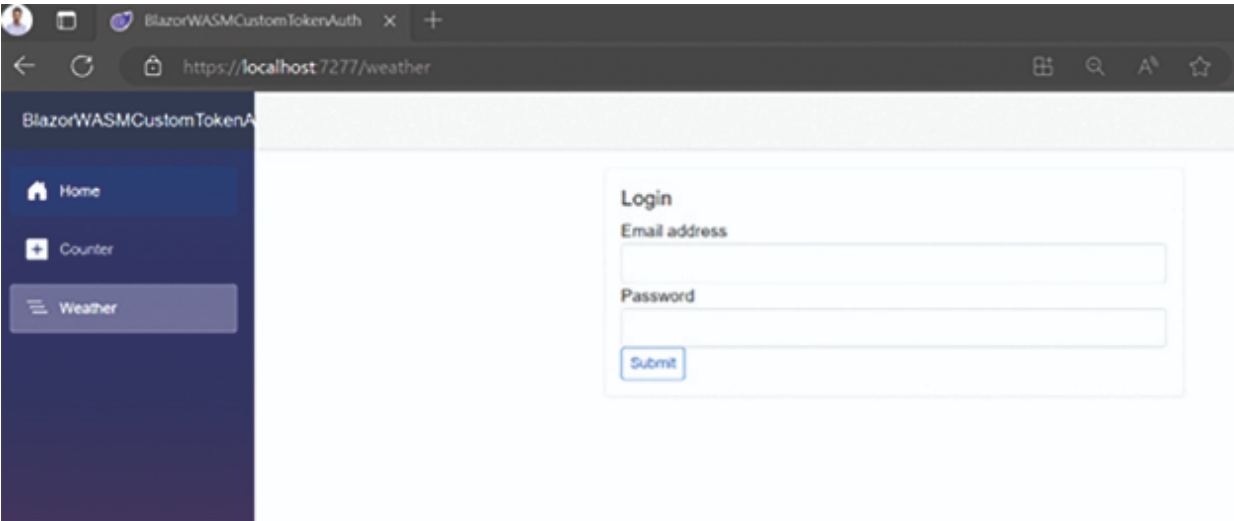 BlazorWASMCustomTokenAuth
https://localhost:7277/weather
BlazorWASMCustomTokenA
Home
Counter
Weather
Login
Email address
Password
Submit